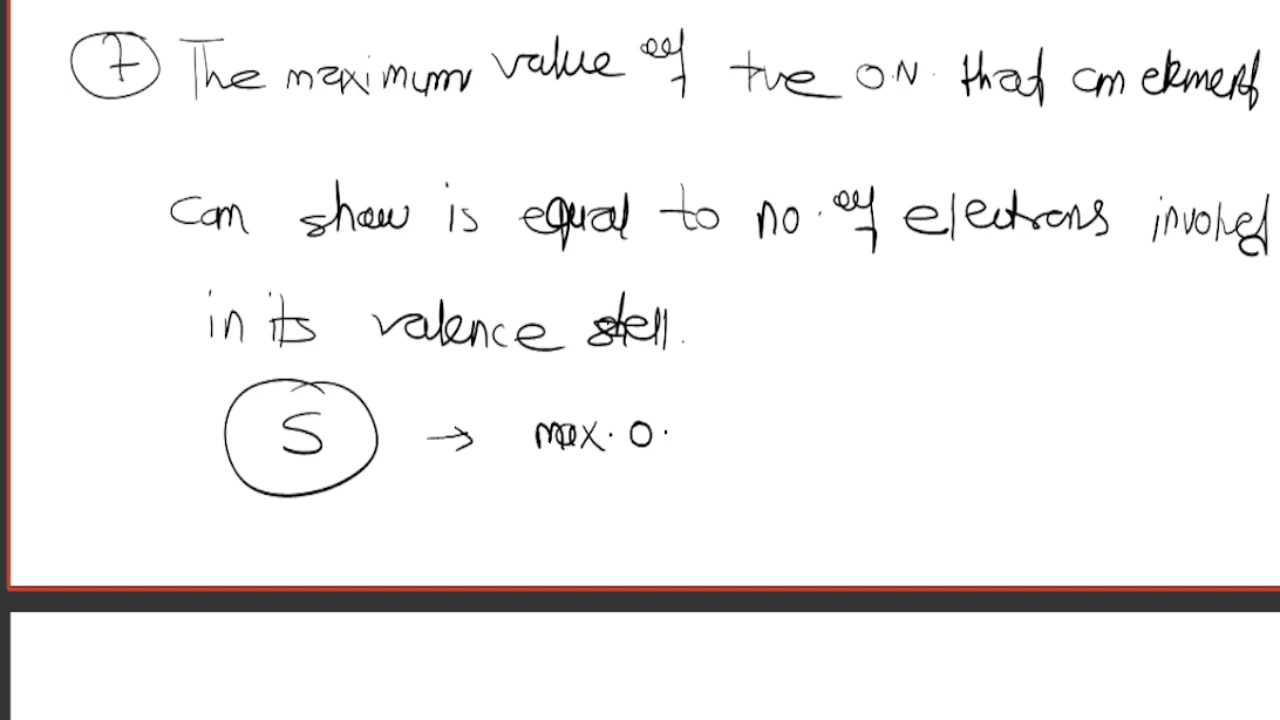 7 The maximum value of +ve O.N. that an element
can show is equal to no. of electrons involved
in its valence shell.
S → max. O.